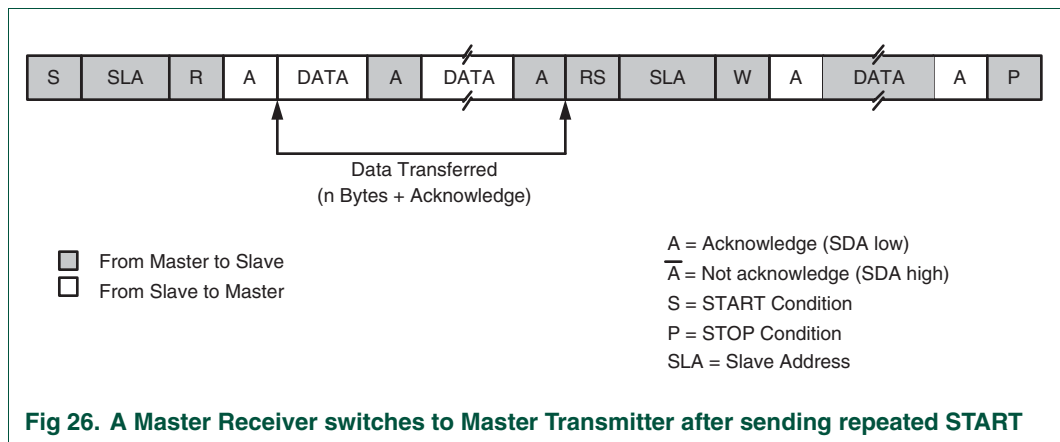 S SLA R A DATA A DATA A RS SLA W A DATA A P
Data Transferred
(n Bytes + Acknowledge)
From Master to Slave
From Slave to Master
A = Acknowledge (SDA low)
A̅ = Not acknowledge (SDA high)
S = START Condition
P = STOP Condition
SLA = Slave Address
Fig 26. A Master Receiver switches to Master Transmitter after sending repeated START